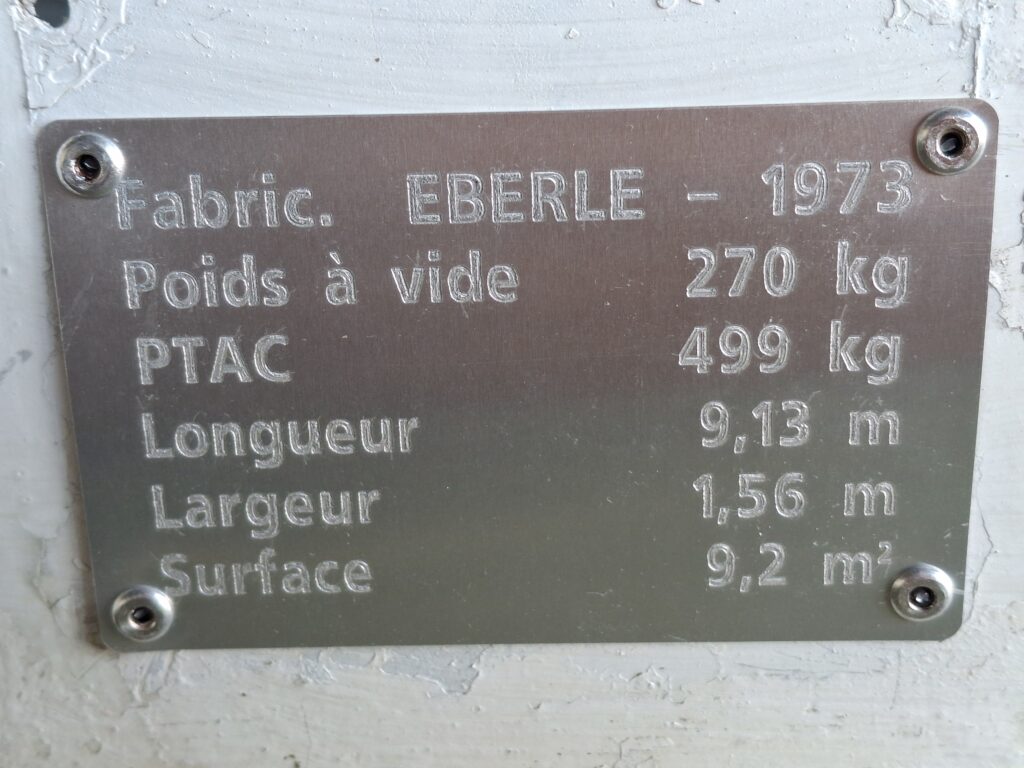 Fabric. EBERLE - 1973
Poids à vide 270 kg
PTAC 499 kg
Longueur 9,13 m
Largeur 1,56 m
Surface 9,2 m²